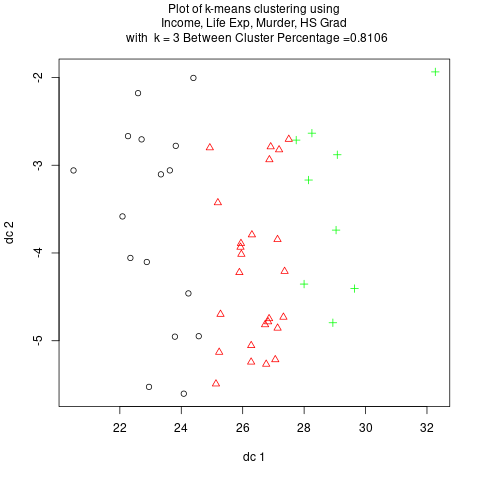 Plot of k-means clustering using
Income, Life Exp, Murder, HS Grad
with k = 3 Between Cluster Percentage =0.8106
-2
-3
-4
-5
dc 2
22 24 26 28 30 32
dc 1